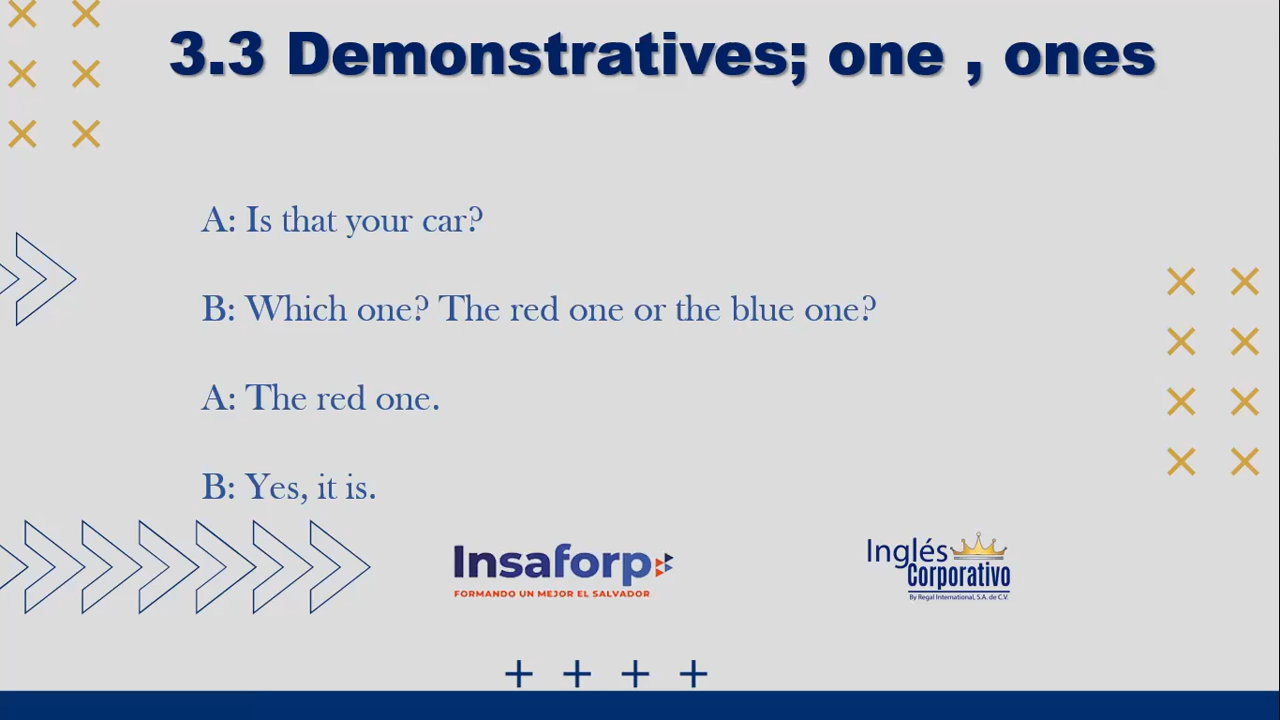 3.3 Demonstratives; one , ones
A: Is that your car?
B: Which one? The red one or the blue one?
A: The red one.
B: Yes, it is.
Insaforp
FORMANDO UN MEJOR EL SALVADOR
Inglés
Corporativo
By Regal International, S.A. de C.V.